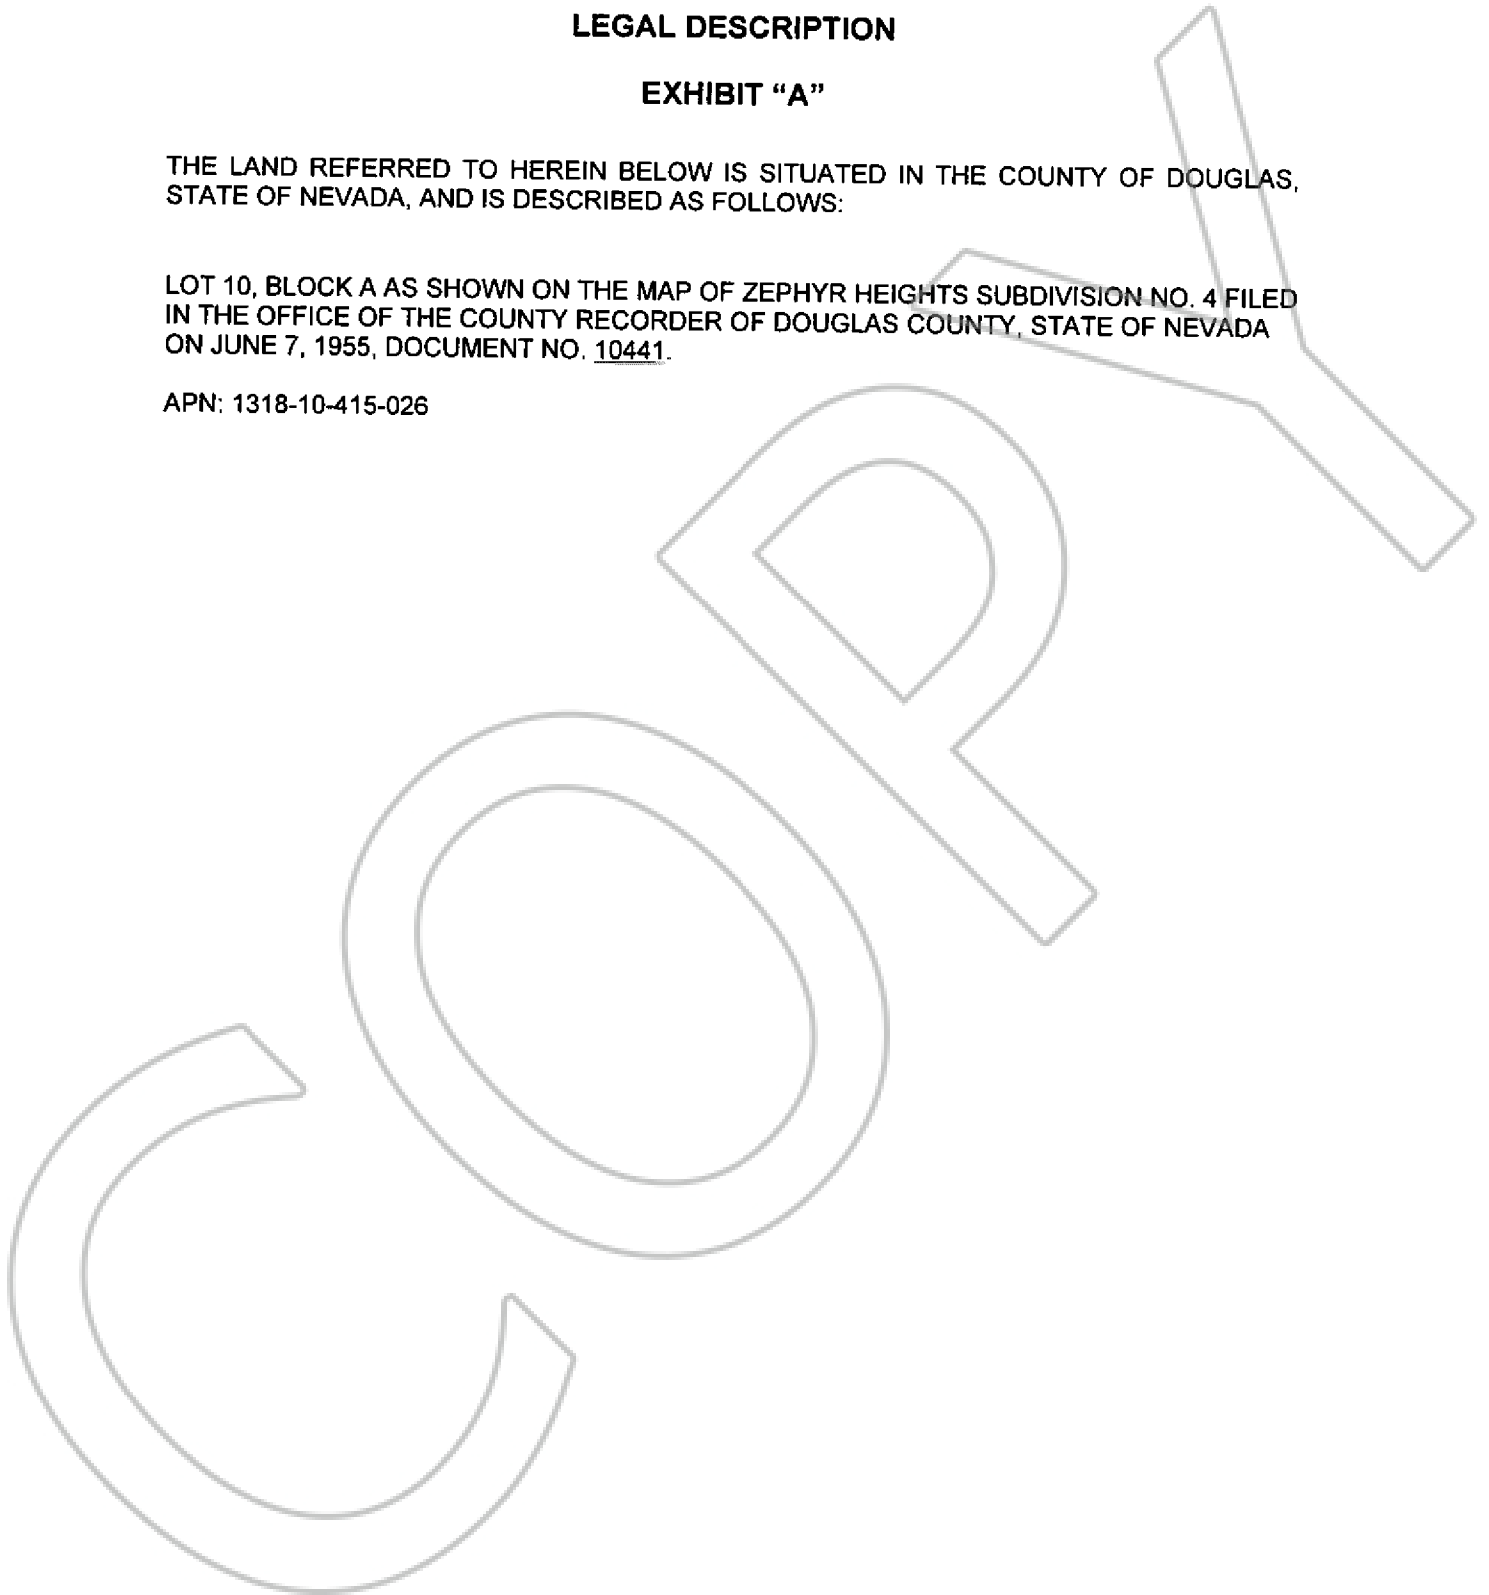 LEGAL DESCRIPTION
EXHIBIT “A”
THE LAND REFERRED TO HEREIN BELOW IS SITUATED IN THE COUNTY OF DOUGLAS,
STATE OF NEVADA, AND IS DESCRIBED AS FOLLOWS:
LOT 10, BLOCK A AS SHOWN ON THE MAP OF ZEPHYR HEIGHTS SUBDIVISION NO. 4 FILED
IN THE OFFICE OF THE COUNTY RECORDER OF DOUGLAS COUNTY, STATE OF NEVADA
ON JUNE 7, 1955, DOCUMENT NO. 10441.
APN: 1318-10-415-026
COPY